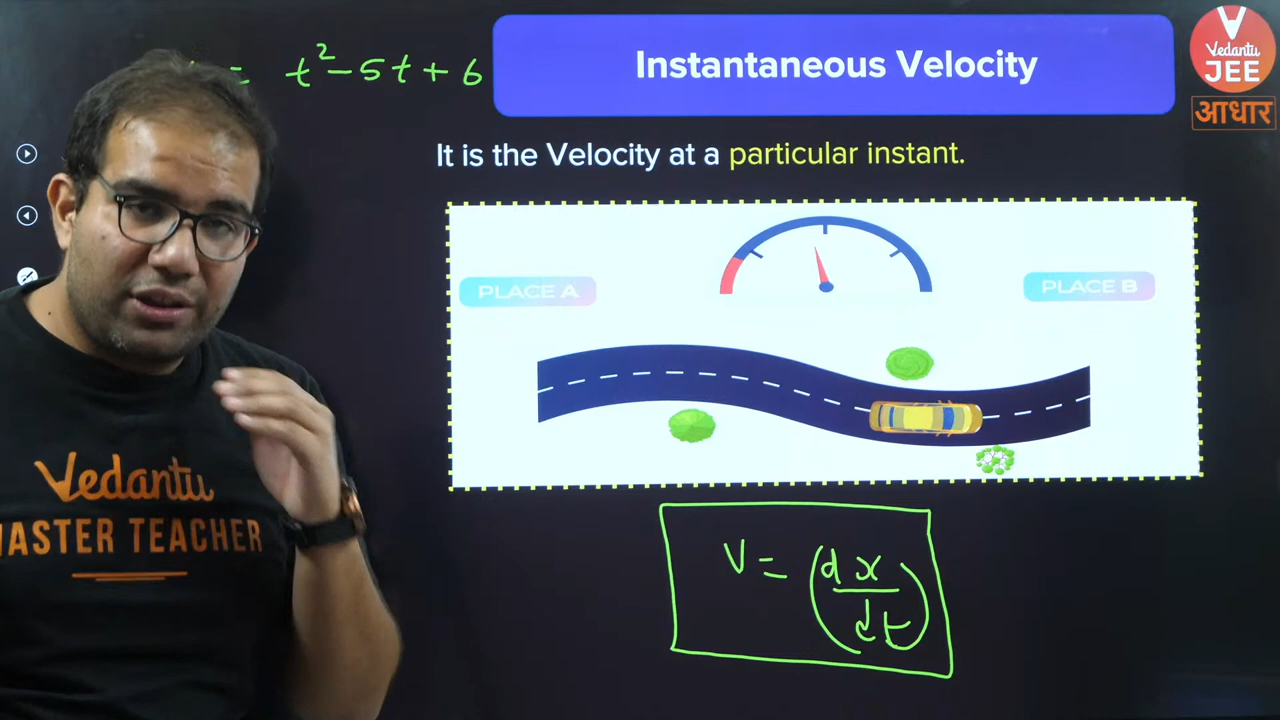 = t²-5t+6
Instantaneous Velocity
V
Vedantu
JEE
आधार
It is the Velocity at a particular instant.
PLACE A
PLACE B
Vedantu
MASTER TEACHER
V = (dx/dt)